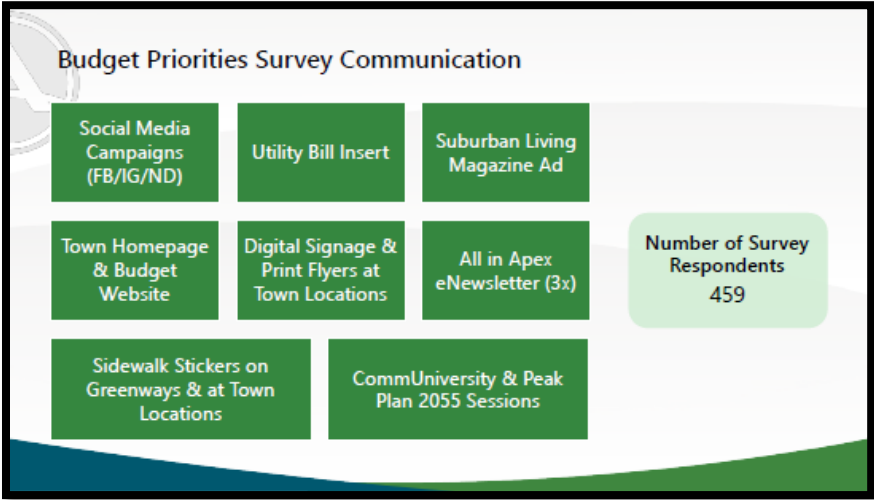 Budget Priorities Survey Communication
Social Media
Campaigns
(FB/IG/ND)
Utility Bill Insert
Suburban Living
Magazine Ad
Town Homepage
& Budget
Website
Digital Signage &
Print Flyers at
Town Locations
All in Apex
eNewsletter (3x)
Number of Survey
Respondents
459
Sidewalk Stickers on
Greenways & at Town
Locations
CommUniversity & Peak
Plan 2055 Sessions